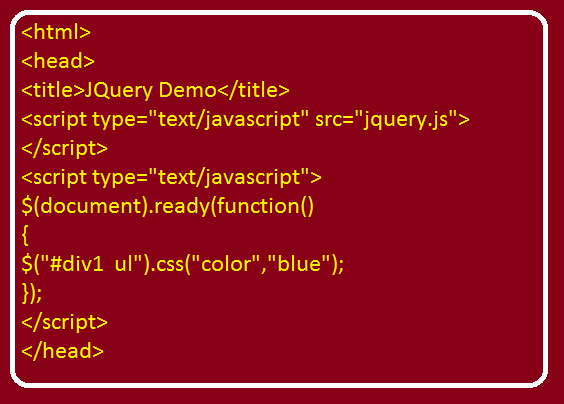 <html>
<head>
<title>JQuery Demo</title>
<script type="text/javascript" src="jquery.js">
</script>
<script type="text/javascript">
$(document).ready(function()
{
$("#div1  ul").css("color","blue");
});
</script>
</head>